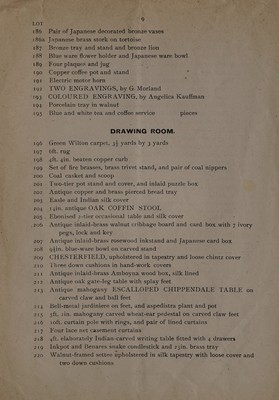 9
LOT
186 Pair of Japanese decorated bronze vases
186a Japanese brass stork on tortoise
187 Bronze tray and stand and bronze lion
188 Blue ware flower holder and Japanese ware bowl
189 Four plaques and jug
190 Copper coffee pot and stand
191 Electric motor horn
192 TWO ENGRAVINGS, by G. Morland
193 COLOURED ENGRAVING, by Angelica Kauffman
194 Porcelain tray in walnut
195 Blue and white tea and coffee service pieces
DRAWING ROOM.
196 Green Wilton carpet, 3½ yards by 3 yards
197 6ft. rug
198 4ft. 4in. beaten copper curb
199 Set of fire brasses, brass trivet stand, and pair of coal nippers
200 Coal casket and scoop
201 Two-tier pot stand and cover, and inlaid puzzle box
202 Antique copper and brass pierced bread tray
203 Easle and Indian silk cover
204 14in. antique OAK COFFIN STOOL
205 Ebonised 2-tier occasional table and silk cover
206 Antique inlaid-brass walnut cribbage board and card box with 7 ivory
pegs, lock and key
207 Antique inlaid-brass rosewood inkstand and Japanese card box
208 9½in. blue-ware bowl on carved stand
209 CHESTERFIELD, upholstered in tapestry and loose chintz cover
210 Three down cushions in hand-work covers
211 Antique inlaid-brass Amboyna wood box, silk lined
212 Antique oak gate-leg table with splay feet
213 Antique mahogany ESCALLOPED CHIPPENDALE TABLE on
carved claw and ball feet
214 Bell-metal jardiniere on feet, and aspedistra plant and pot
215 3ft. 1in. mahogany carved wheat-ear pedestal on carved claw feet
216 10ft. curtain pole with rings, and pair of lined curtains
217 Four lace net casement curtains
218 4ft. elaborately Indian-carved writing table fitted with 4 drawers
219 Inkpot and Benares snake candlestick and 15in. brass tray
220 Walnut-framed settee upholstered in silk tapestry with loose cover and
two down cushions